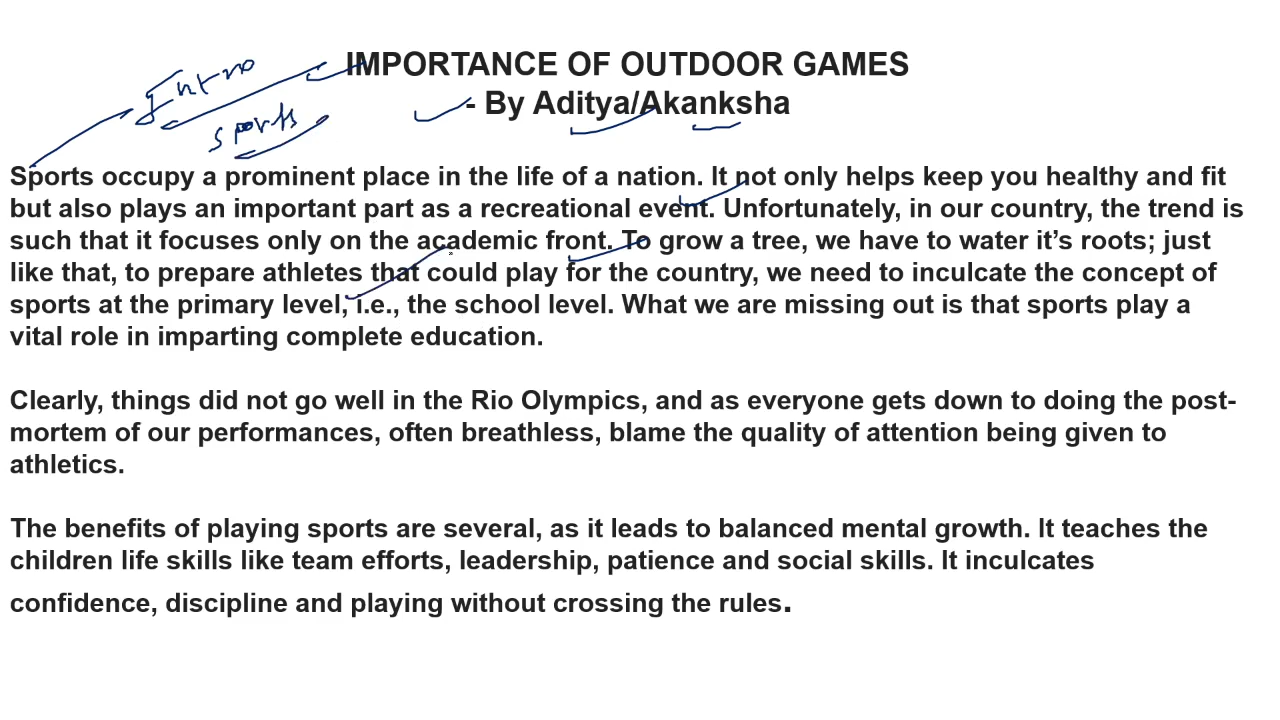 IMPORTANCE OF OUTDOOR GAMES
Intro
- By Aditya/Akanksha
sports
Sports occupy a prominent place in the life of a nation. It not only helps keep you healthy and fit
but also plays an important part as a recreational event. Unfortunately, in our country, the trend is
such that it focuses only on the academic front. To grow a tree, we have to water it’s roots; just
like that, to prepare athletes that could play for the country, we need to inculcate the concept of
sports at the primary level, i.e., the school level. What we are missing out is that sports play a
vital role in imparting complete education.
Clearly, things did not go well in the Rio Olympics, and as everyone gets down to doing the post-
mortem of our performances, often breathless, blame the quality of attention being given to
athletics.
The benefits of playing sports are several, as it leads to balanced mental growth. It teaches the
children life skills like team efforts, leadership, patience and social skills. It inculcates
confidence, discipline and playing without crossing the rules.